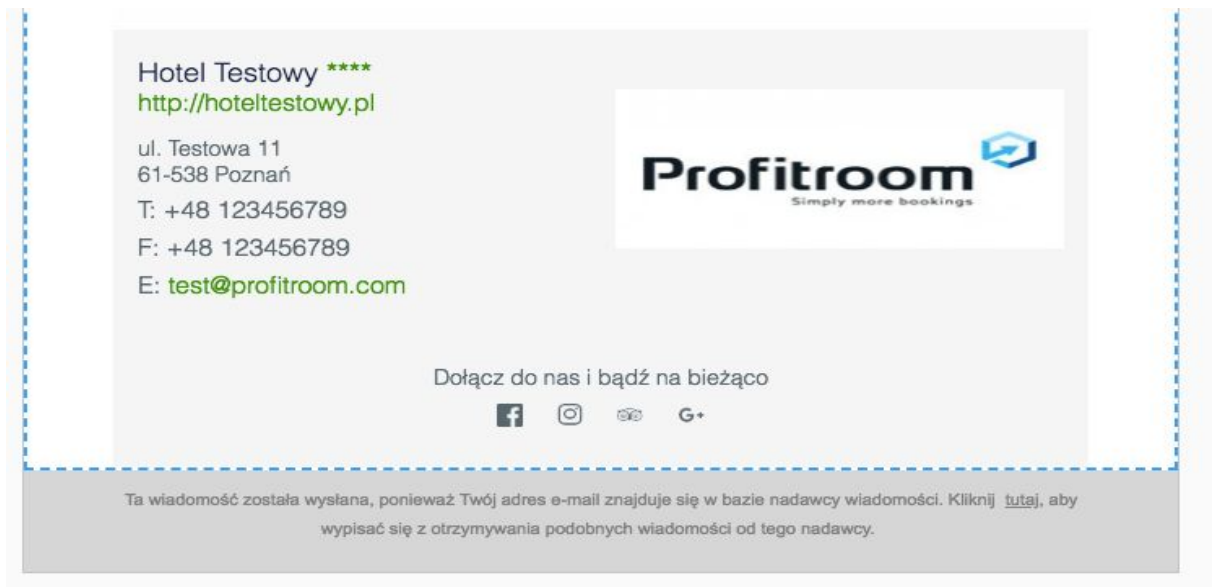 Hotel Testowy ****
http://hoteltestowy.pl
ul. Testowa 11
61-538 Poznań
T: +48 123456789
F: +48 123456789
E: test@profitroom.com
Profitroom
Simply more bookings
Dołącz do nas i bądź na bieżąco
G+
Ta wiadomość została wysłana, ponieważ Twój adres e-mail znajduje się w bazie nadawcy wiadomości. Kliknij tutaj, aby
wypisać się z otrzymywania podobnych wiadomości od tego nadawcy.